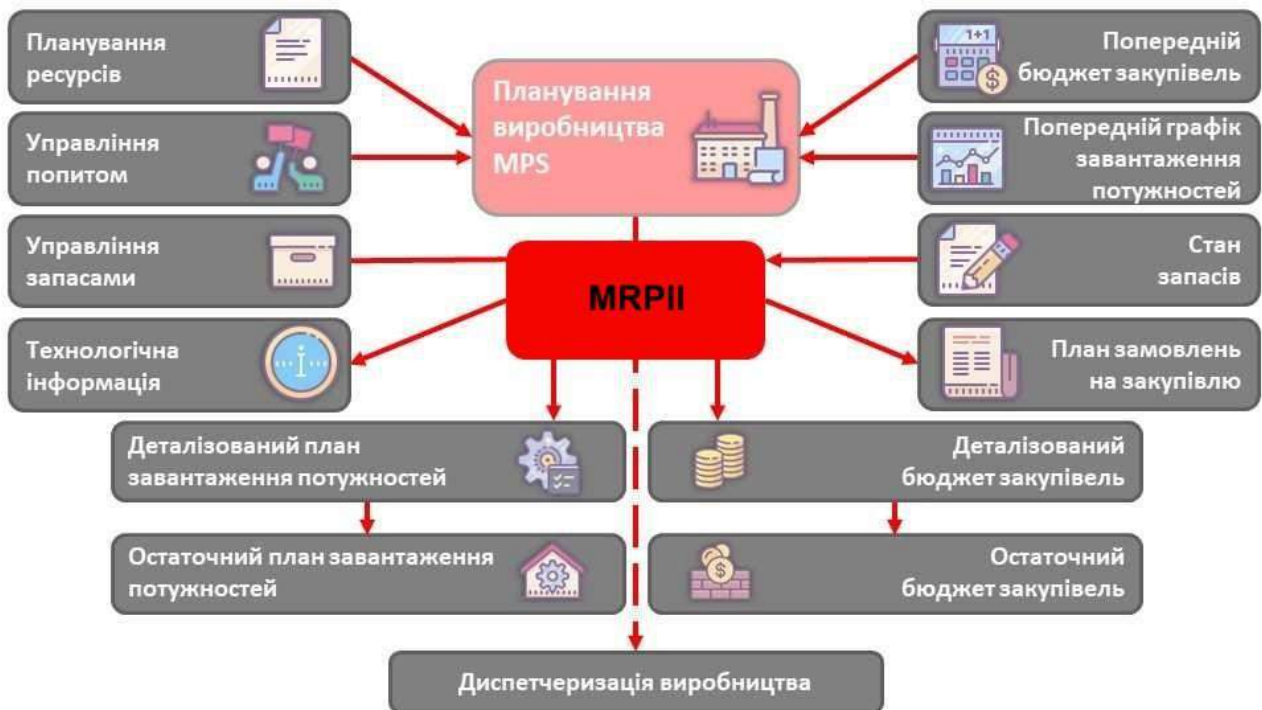 Планування
ресурсів
Планування
виробництва
MPS
1+1
$
Попередній
бюджет закупівель
Управління
попитом
Попередній графік
завантаження
потужностей
Управління
запасами
MRPII
Стан
запасів
Технологічна
інформація
План замовлень
на закупівлю
Деталізований план
завантаження потужностей
Деталізований
бюджет закупівель
Остаточний план завантаження
потужностей
$
Остаточний
бюджет закупівель
Диспетчеризація виробництва